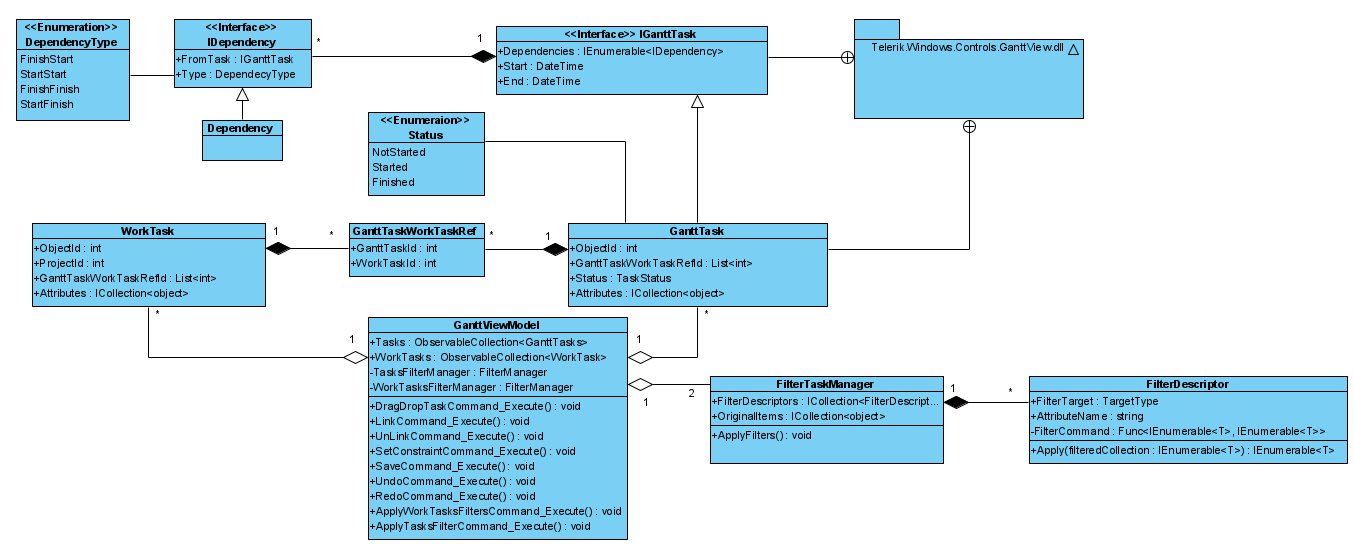 <<Enumeration>>
DependencyType
FinishStart
StartStart
FinishFinish
StartFinish
<<Interface>>
IDependency
+FromTask : IGanttTask
+Type : DependecyType
*
1
<<Interface>> IGanttTask
+Dependencies : IEnumerable<IDependency>
+Start : DateTime
+End : DateTime
Telerik.Windows.Controls.GanttView.dll
Dependency
<<Enumeraion>>
Status
NotStarted
Started
Finished
WorkTask
+ObjectId : int
+ProjectId : int
+GanttTaskWorkTaskRefId : List<int>
+Attributes : ICollection<object>
1
*
GanttTaskWorkTaskRef
+GanttTaskId : int
+WorkTaskId : int
*
1
GanttTask
+ObjectId : int
+GanttTaskWorkTaskRefId : List<int>
+Status : TaskStatus
+Attributes : ICollection<object>
*
1
GanttViewModel
+Tasks : ObservableCollection<GanttTasks>
+WorkTasks : ObservableCollection<WorkTask>
-TasksFilterManager : FilterManager
-WorkTasksFilterManager : FilterManager
+DragDropTaskCommand_Execute() : void
+LinkCommand_Execute() : void
+UnLinkCommand_Execute() : void
+SetConstraintCommand_Execute() : void
+SaveCommand_Execute() : void
+UndoCommand_Execute() : void
+RedoCommand_Execute() : void
+ApplyWorkTasksFiltersCommand_Execute() : void
+ApplyTasksFilterCommand_Execute() : void
1
*
1
2
FilterTaskManager
+FilterDescriptors : ICollection<FilterDescript...
+OriginalItems : ICollection<object>
+ApplyFilters() : void
1
*
FilterDescriptor
+FilterTarget : TargetType
+AttributeName : string
-FilterCommand : Func<IEnumerable<T>, IEnumerable<T>>
+Apply(filteredCollection : IEnumerable<T>) : IEnumerable<T>